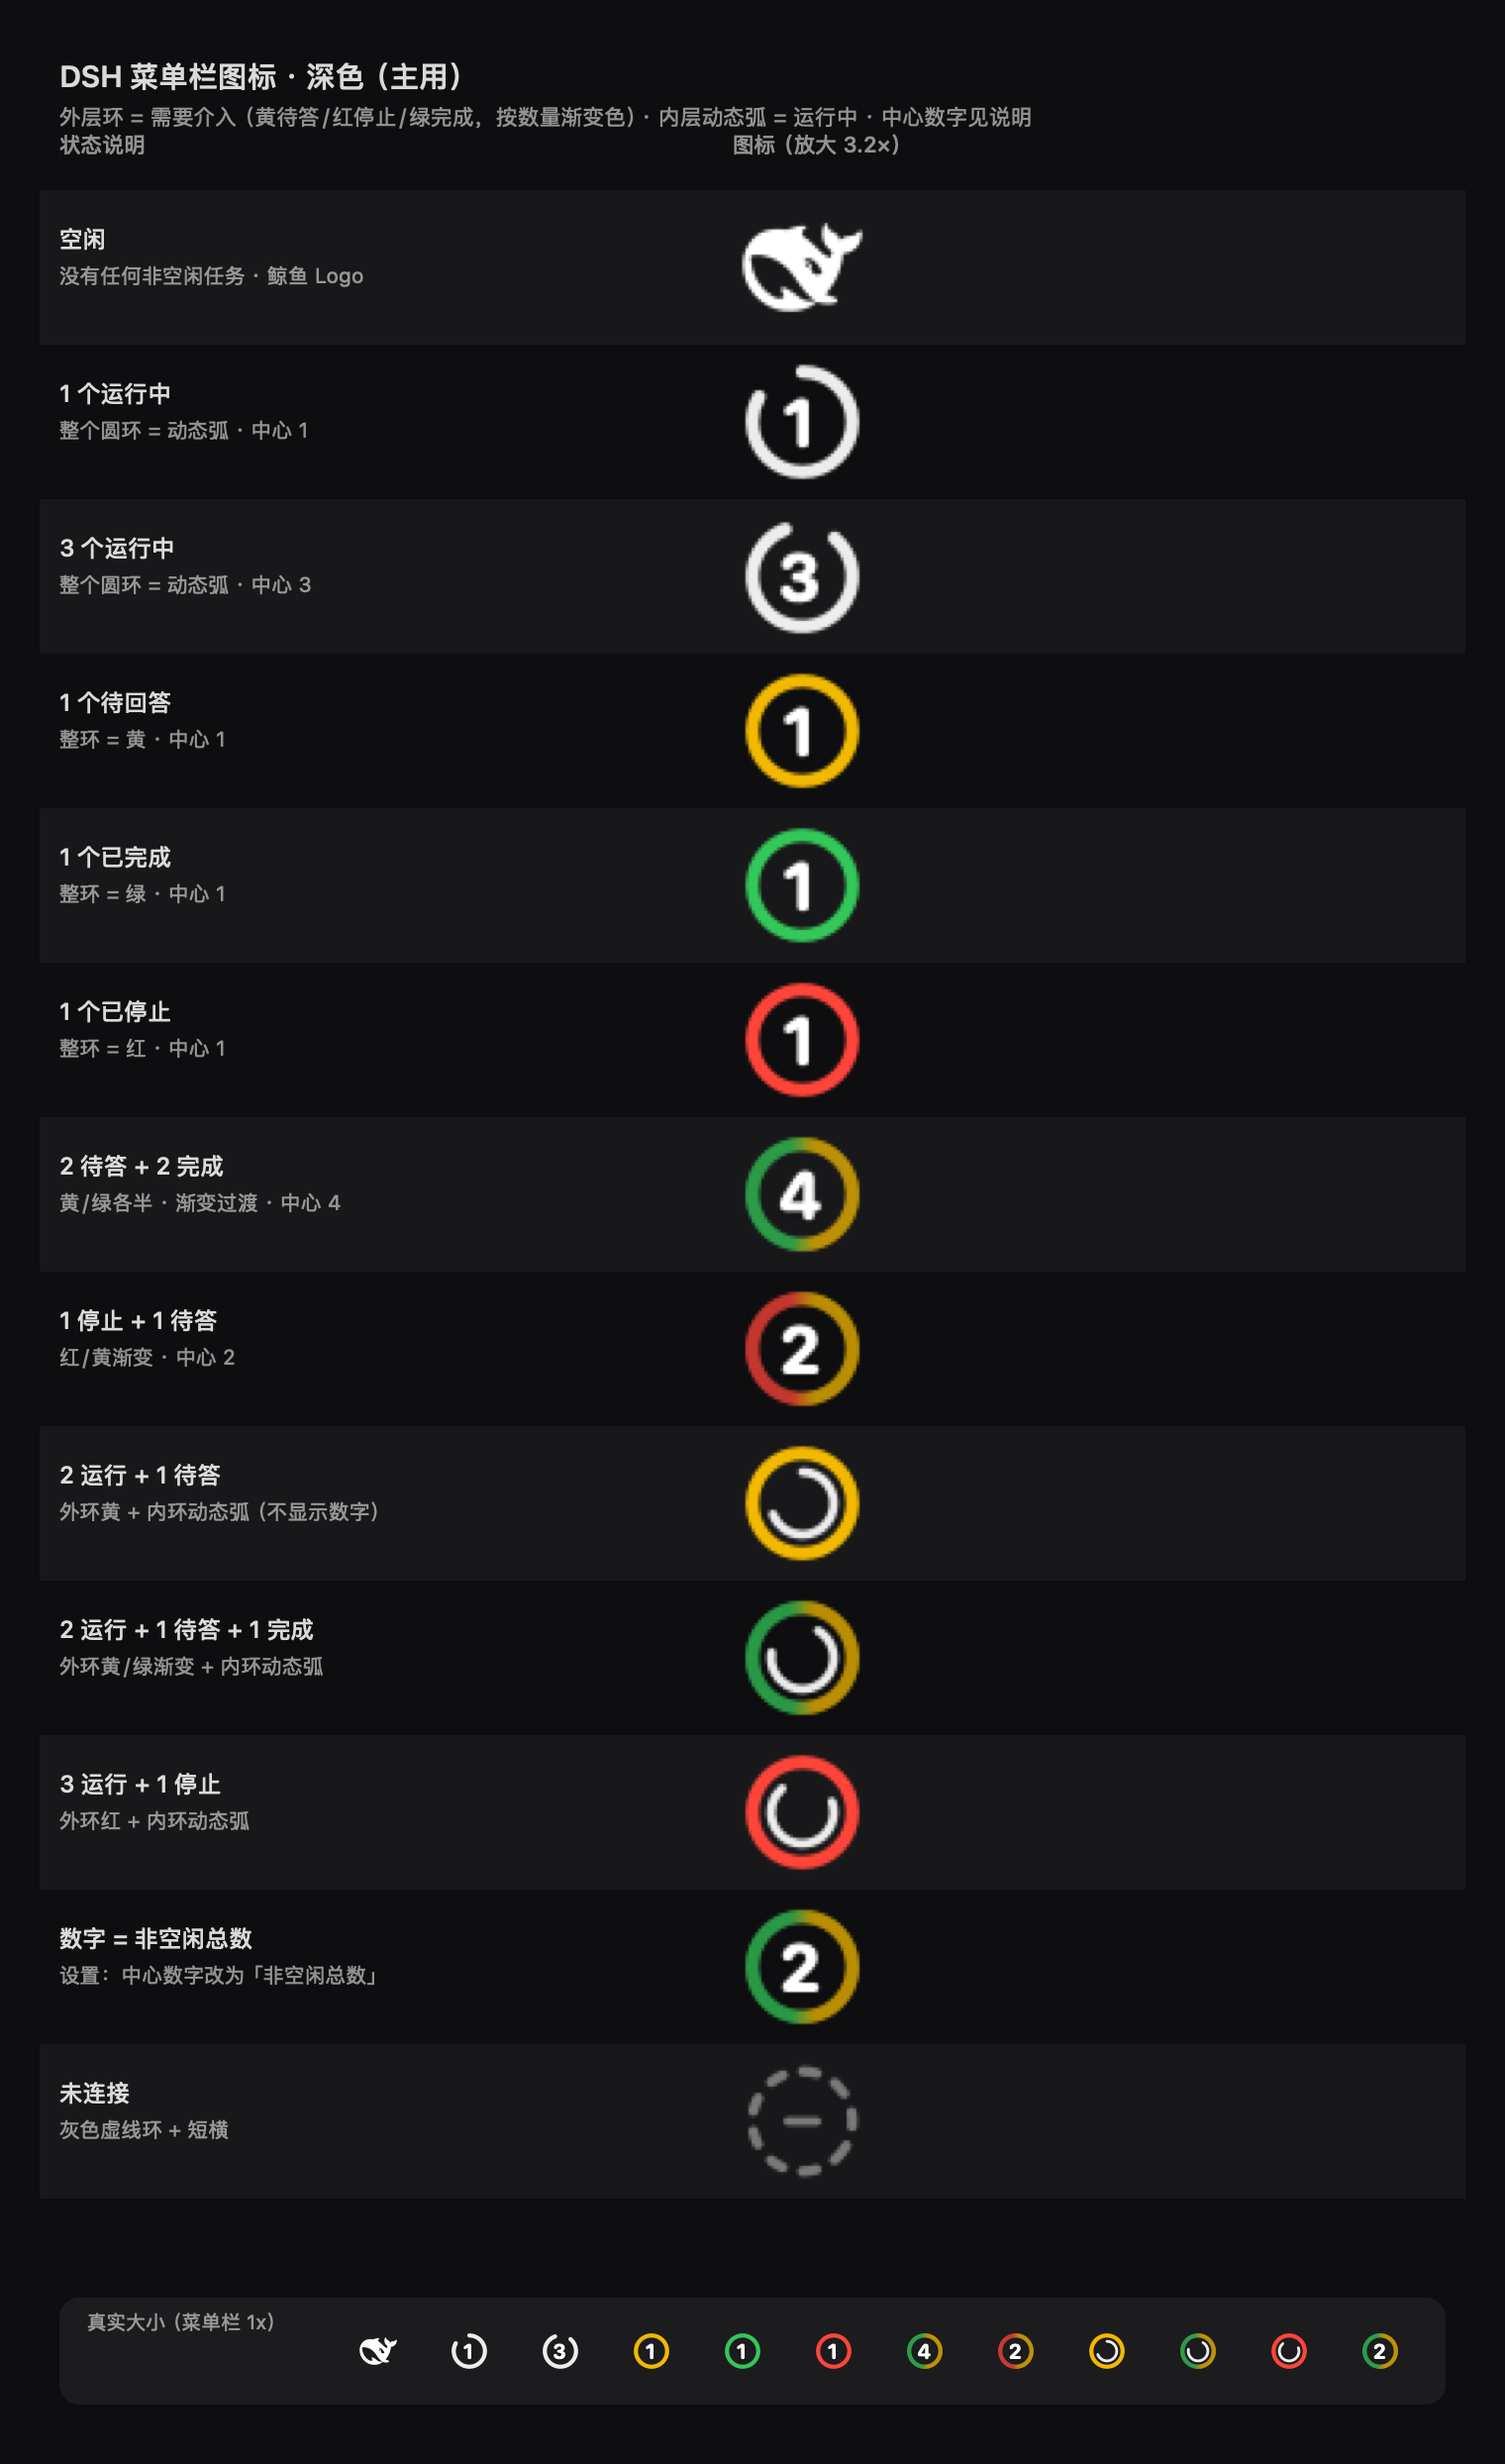 DSH 菜单栏图标 · 深色（主用）
外层环 = 需要介入（黄待答/红停止/绿完成，按数量渐变色）· 内层动态弧 = 运行中 · 中心数字见说明
状态说明
图标（放大 3.2×）
空闲
没有任何非空闲任务 · 鲸鱼 Logo
1 个运行中
整个圆环 = 动态弧 · 中心 1
1
3 个运行中
整个圆环 = 动态弧 · 中心 3
3
1 个待回答
整环 = 黄 · 中心 1
1
1 个已完成
整环 = 绿 · 中心 1
1
1 个已停止
整环 = 红 · 中心 1
1
2 待答 + 2 完成
黄/绿各半 · 渐变过渡 · 中心 4
4
1 停止 + 1 待答
红/黄渐变 · 中心 2
2
2 运行 + 1 待答
外环黄 + 内环动态弧（不显示数字）
2 运行 + 1 待答 + 1 完成
外环黄/绿渐变 + 内环动态弧
3 运行 + 1 停止
外环红 + 内环动态弧
数字 = 非空闲总数
设置：中心数字改为「非空闲总数」
2
未连接
灰色虚线环 + 短横
真实大小（菜单栏 1x）
1 3 1 1 1 4 2 2